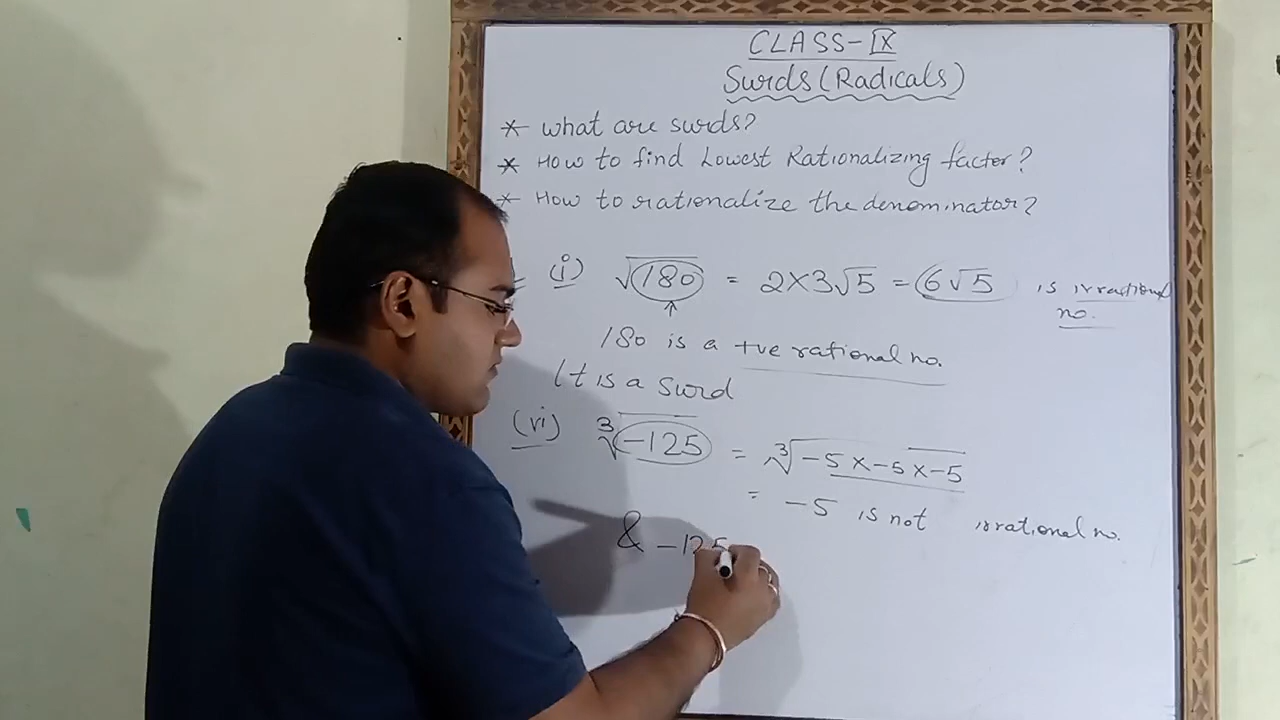 CLASS-IX
Surds (Radicals)
* what are surds?
* How to find Lowest Rationalizing factor?
* How to rationalize the denominator?
(i) √180 = 2×3√5 = 6√5 is irrational no.
↑
180 is a +ve rational no.
It is a Surd
(vi) ∛-125 = ∛-5 x -5 x -5
= -5 is not irrational no.
& -125